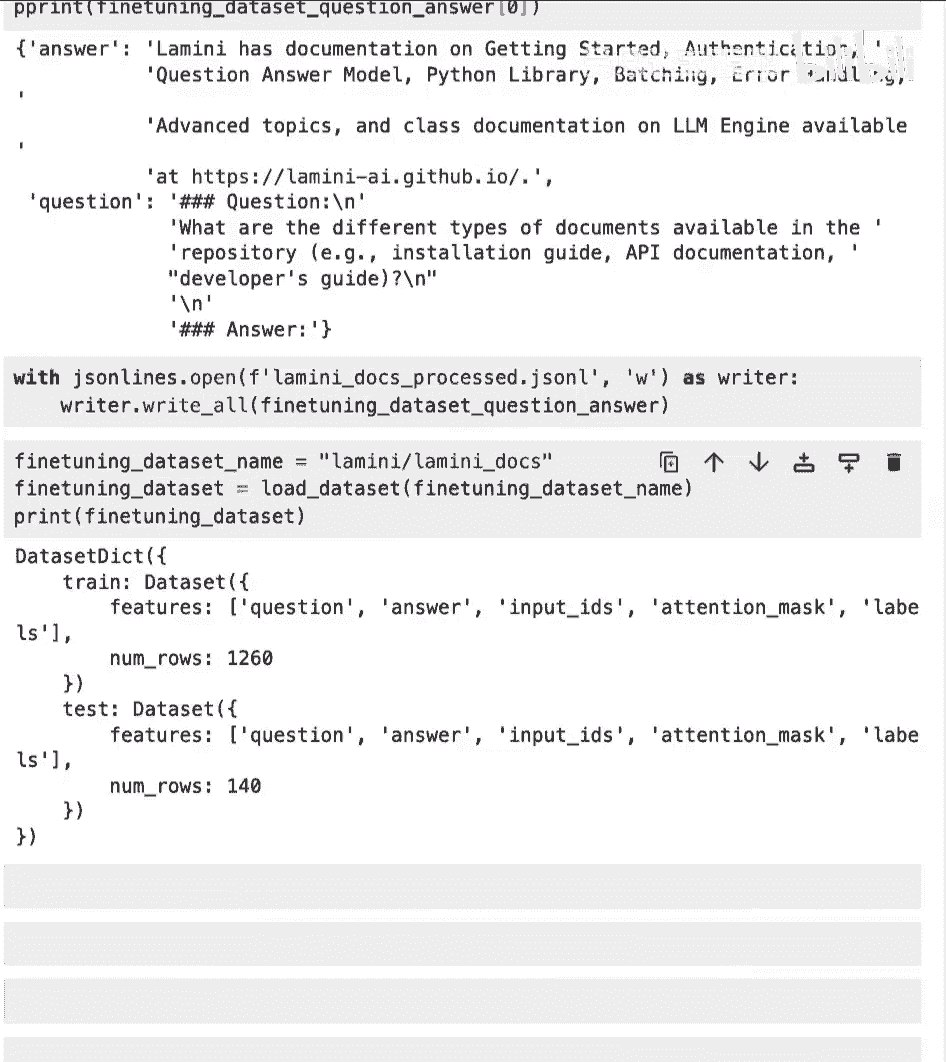 pprint(finetuning_dataset_question_answer[0])
{'answer': 'Lamini has documentation on Getting Started, Authentication, '
'Question Answer Model, Python Library, Batching, Error Handling,
'
'Advanced topics, and class documentation on LLM Engine available
'
'at https://lamini-ai.github.io/.',
'question': '### Question:\n'
'What are the different types of documents available in the '
'repository (e.g., installation guide, API documentation, '
"developer's guide)?\n"
'\n'
'### Answer:'}
with jsonlines.open(f'lamini_docs_processed.jsonl', 'w') as writer:
writer.write_all(finetuning_dataset_question_answer)
finetuning_dataset_name = "lamini/lamini_docs"
finetuning_dataset = load_dataset(finetuning_dataset_name)
print(finetuning_dataset)
DatasetDict({
train: Dataset({
features: ['question', 'answer', 'input_ids', 'attention_mask', 'labe
ls'],
num_rows: 1260
})
test: Dataset({
features: ['question', 'answer', 'input_ids', 'attention_mask', 'labe
ls'],
num_rows: 140
})
})